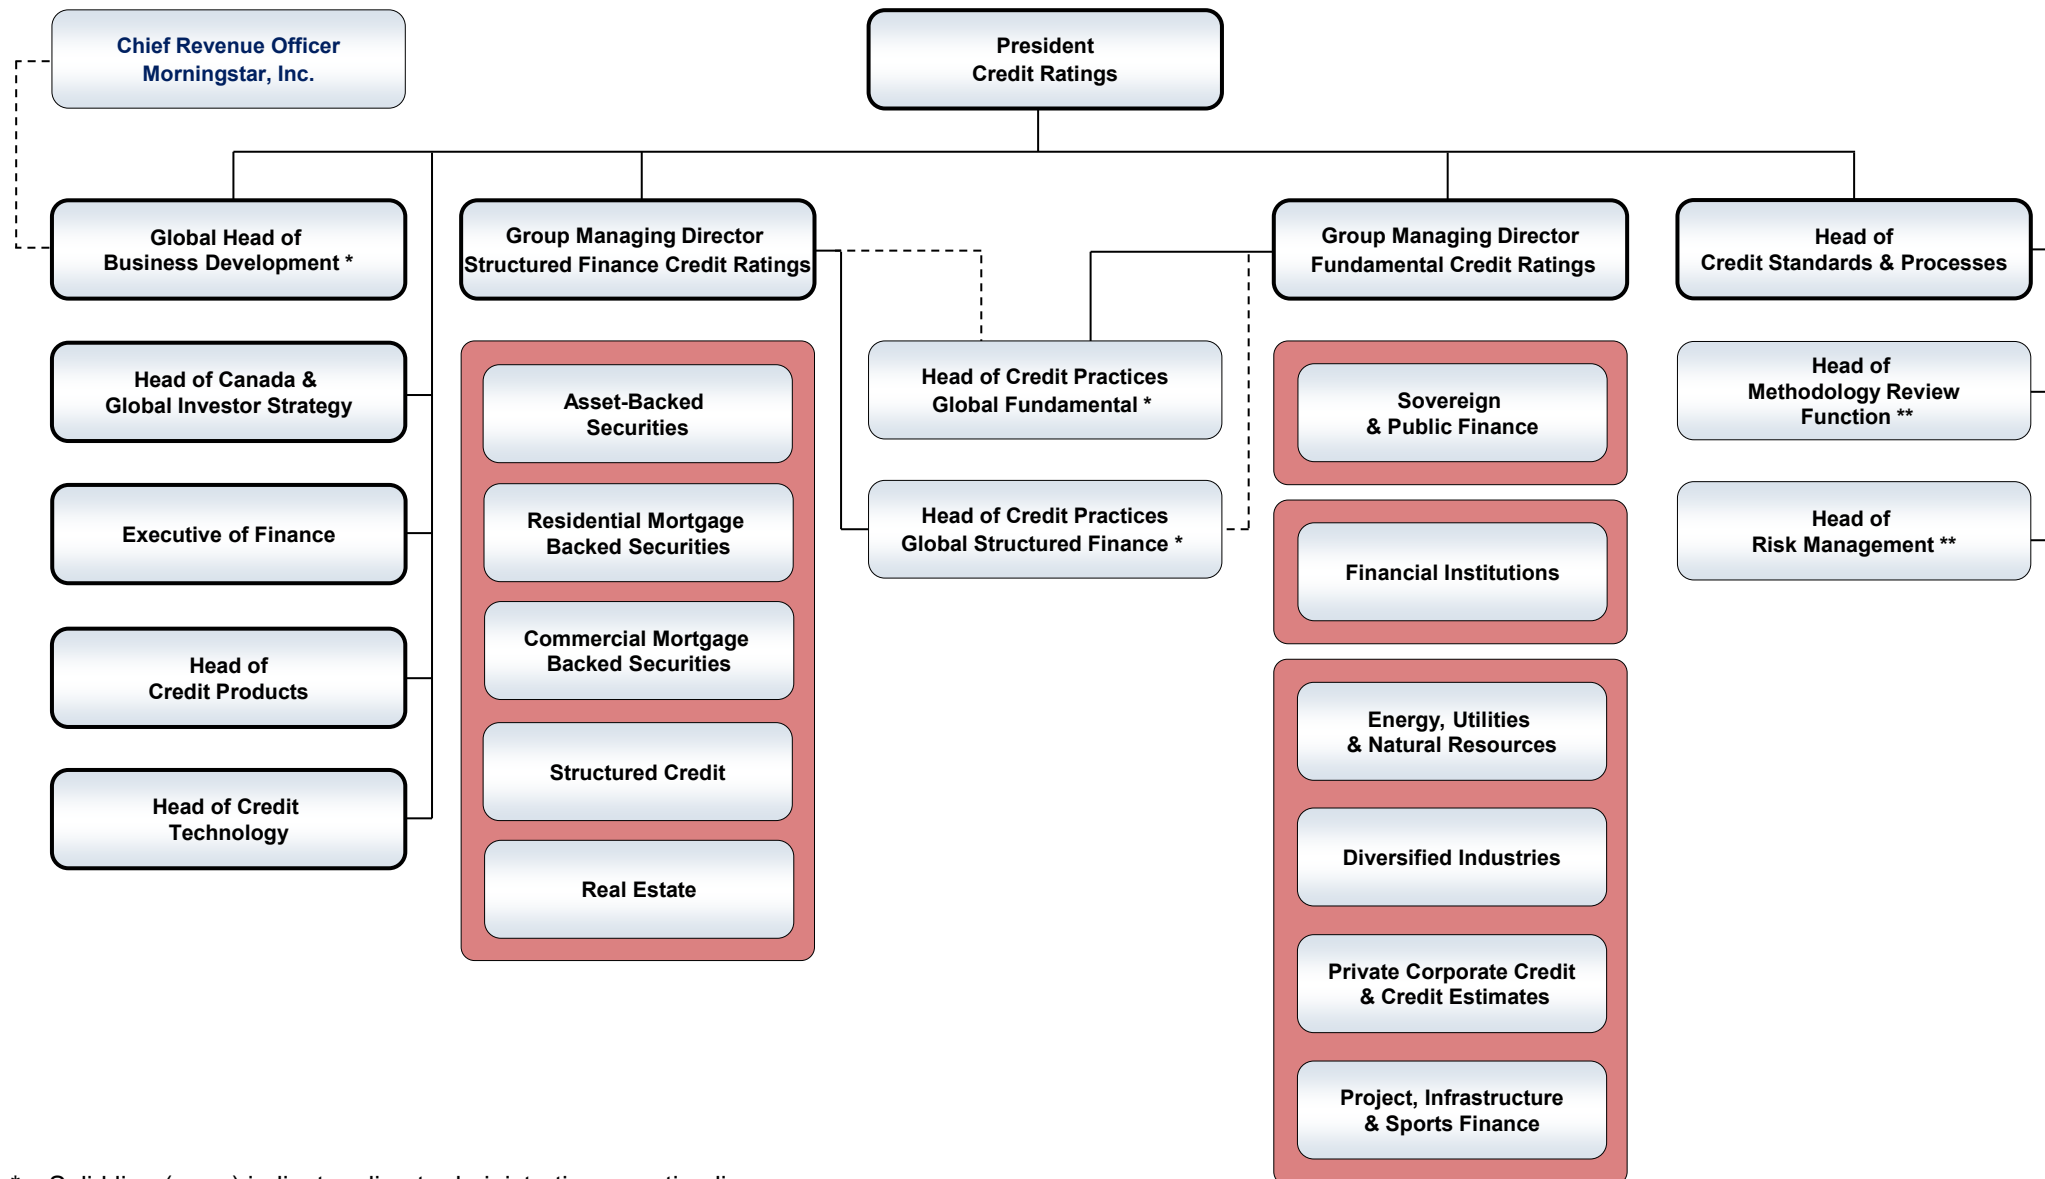 Chief Revenue Officer
Morningstar, Inc.
President
Credit Ratings
Global Head of
Business Development *
Group Managing Director
Structured Finance Credit Ratings
Group Managing Director
Fundamental Credit Ratings
Head of
Credit Standards & Processes
Head of Canada &
Global Investor Strategy
Executive of Finance
Head of
Credit Products
Head of Credit
Technology
Asset-Backed
Securities
Residential Mortgage
Backed Securities
Commercial Mortgage
Backed Securities
Structured Credit
Real Estate
Head of Credit Practices
Global Fundamental *
Head of Credit Practices
Global Structured Finance *
Sovereign
& Public Finance
Financial Institutions
Energy, Utilities
& Natural Resources
Diversified Industries
Private Corporate Credit
& Credit Estimates
Project, Infrastructure
& Sports Finance
Head of
Methodology Review
Function **
Head of
Risk Management **